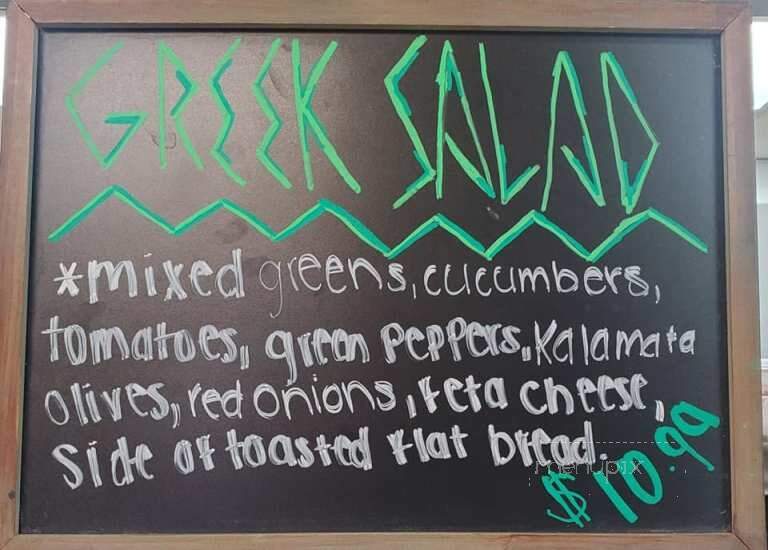 GREEK SALAD
*mixed greens, cucumbers,
tomatoes, green peppers, Kalamata
olives, red onions, feta cheese,
side of toasted flat bread.
$10.99
menupix